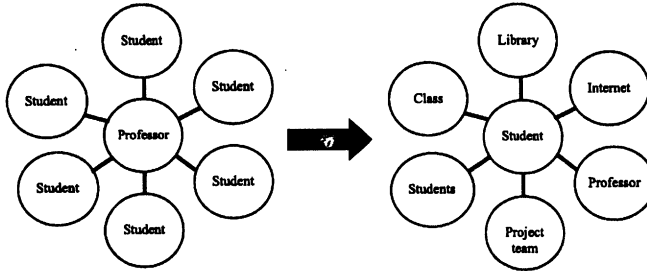 Student
Student
Student
Professor
Student
Student
Student
Library
Class
Internet
Student
Students
Professor
Project
team